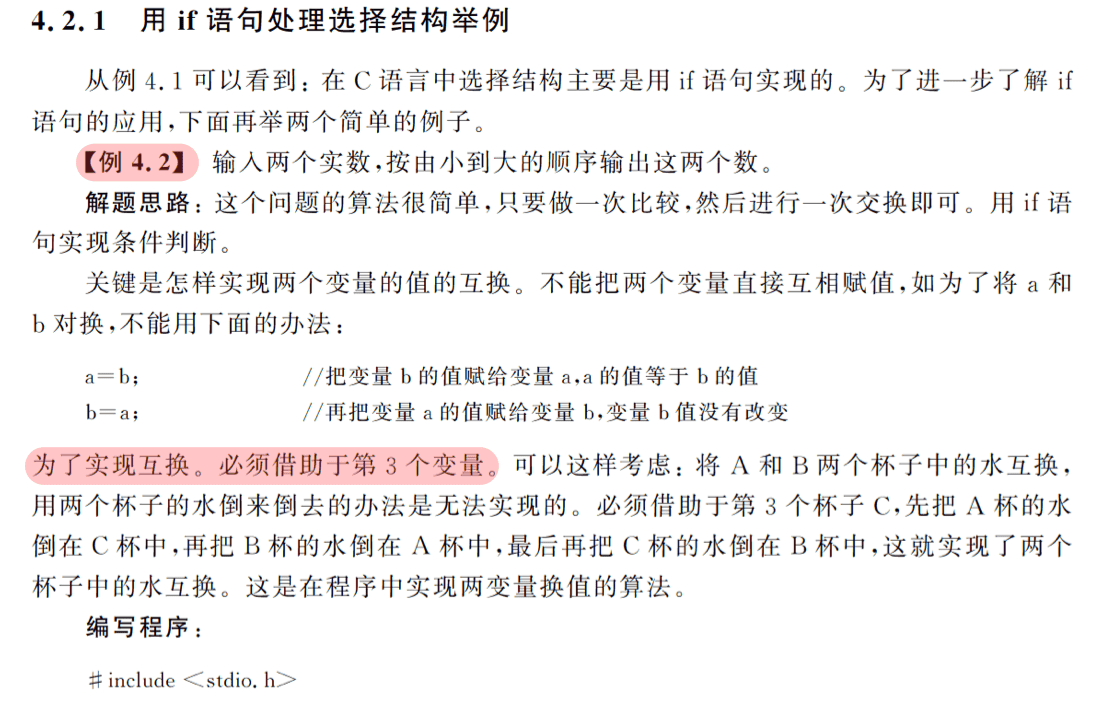 4.2.1 用 if 语句处理选择结构举例
从例 4.1 可以看到：在 C 语言中选择结构主要是用 if 语句实现的。为了进一步了解 if
语句的应用，下面再举两个简单的例子。
【例 4.2】 输入两个实数，按由小到大的顺序输出这两个数。
解题思路：这个问题的算法很简单，只要做一次比较，然后进行一次交换即可。用 if 语
句实现条件判断。
关键是怎样实现两个变量的值的互换。不能把两个变量直接互相赋值，如为了将 a 和
b 对换，不能用下面的办法：
a=b; //把变量 b 的值赋给变量 a,a 的值等于 b 的值
b=a; //再把变量 a 的值赋给变量 b,变量 b 值没有改变
为了实现互换。必须借助于第 3 个变量。可以这样考虑：将 A 和 B 两个杯子中的水互换，
用两个杯子的水倒来倒去的办法是无法实现的。必须借助于第 3 个杯子 C，先把 A 杯的水
倒在 C 杯中，再把 B 杯的水倒在 A 杯中，最后再把 C 杯的水倒在 B 杯中，这就实现了两个
杯子中的水互换。这是在程序中实现两变量换值的算法。
编写程序：
#include <stdio.h>